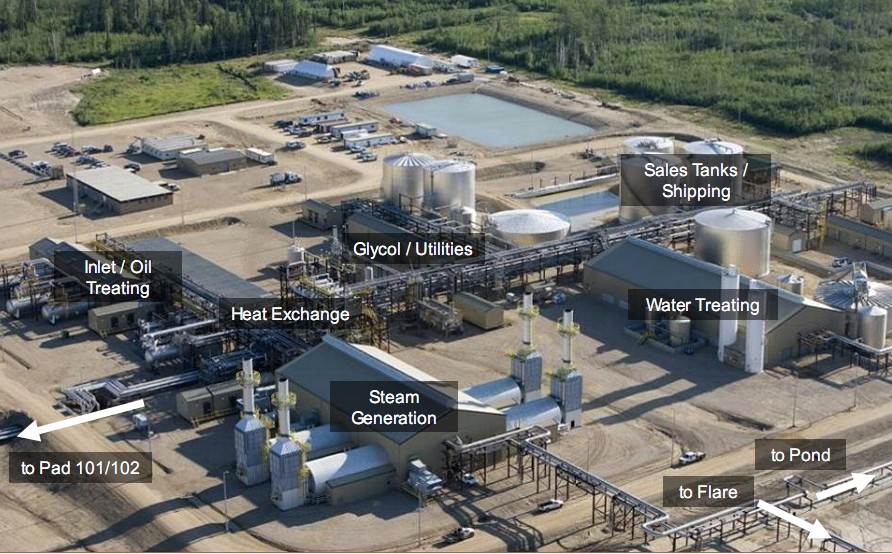 Sales Tanks /
Shipping
Glycol / Utilities
Inlet / Oil
Treating
Heat Exchange
Water Treating
Steam
Generation
to Pad 101/102
to Pond
to Flare